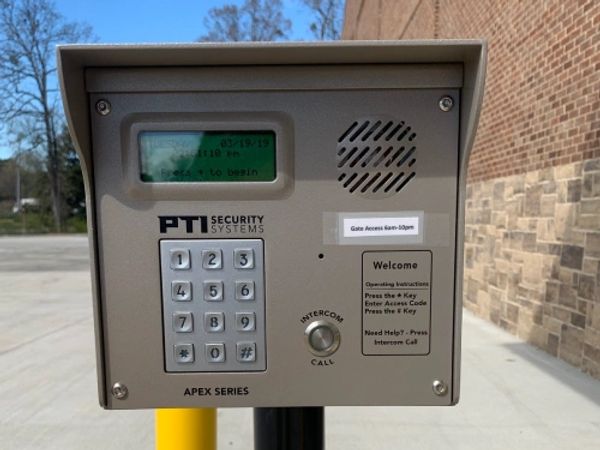 TUESDAY 03/19/19
Press * to begin
PTI SECURITY
SYSTEMS
Gate Access 6am-10pm
1 2 3
4 5 6
7 8 9
* 0 #
INTERCOM
CALL
Welcome
Operating Instructions
Press the * Key
Enter Access Code
Press the # Key
Need Help? - Press
Intercom Call
APEX SERIES